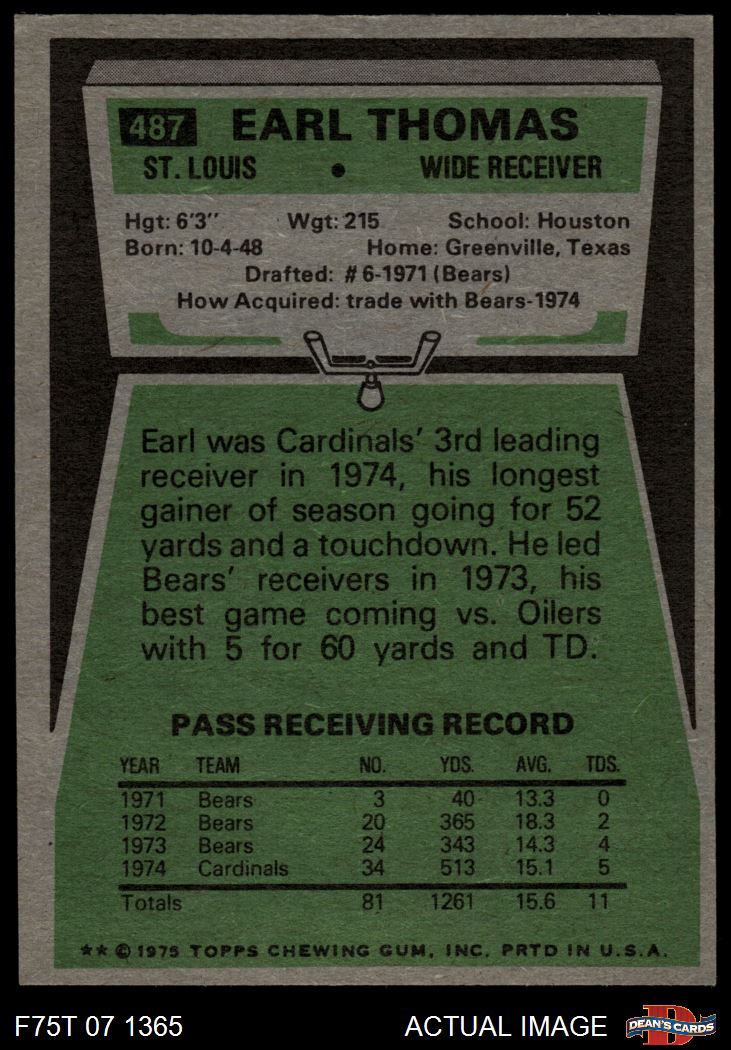 487 EARL THOMAS
ST. LOUIS • WIDE RECEIVER
Hgt: 6'3" Wgt: 215 School: Houston
Born: 10-4-48 Home: Greenville, Texas
Drafted: #6-1971 (Bears)
How Acquired: trade with Bears-1974
Earl was Cardinals' 3rd leading
receiver in 1974, his longest
gainer of season going for 52
yards and a touchdown. He led
Bears' receivers in 1973, his
best game coming vs. Oilers
with 5 for 60 yards and TD.
PASS RECEIVING RECORD
YEAR TEAM NO. YDS. AVG. TDS.
1971 Bears 3 40 13.3 0
1972 Bears 20 365 18.3 2
1973 Bears 24 343 14.3 4
1974 Cardinals 34 513 15.1 5
Totals 81 1261 15.6 11
** © 1975 TOPPS CHEWING GUM, INC. PRTD IN U.S.A.
F75T 07 1365 ACTUAL IMAGE D DEAN'S CARDS